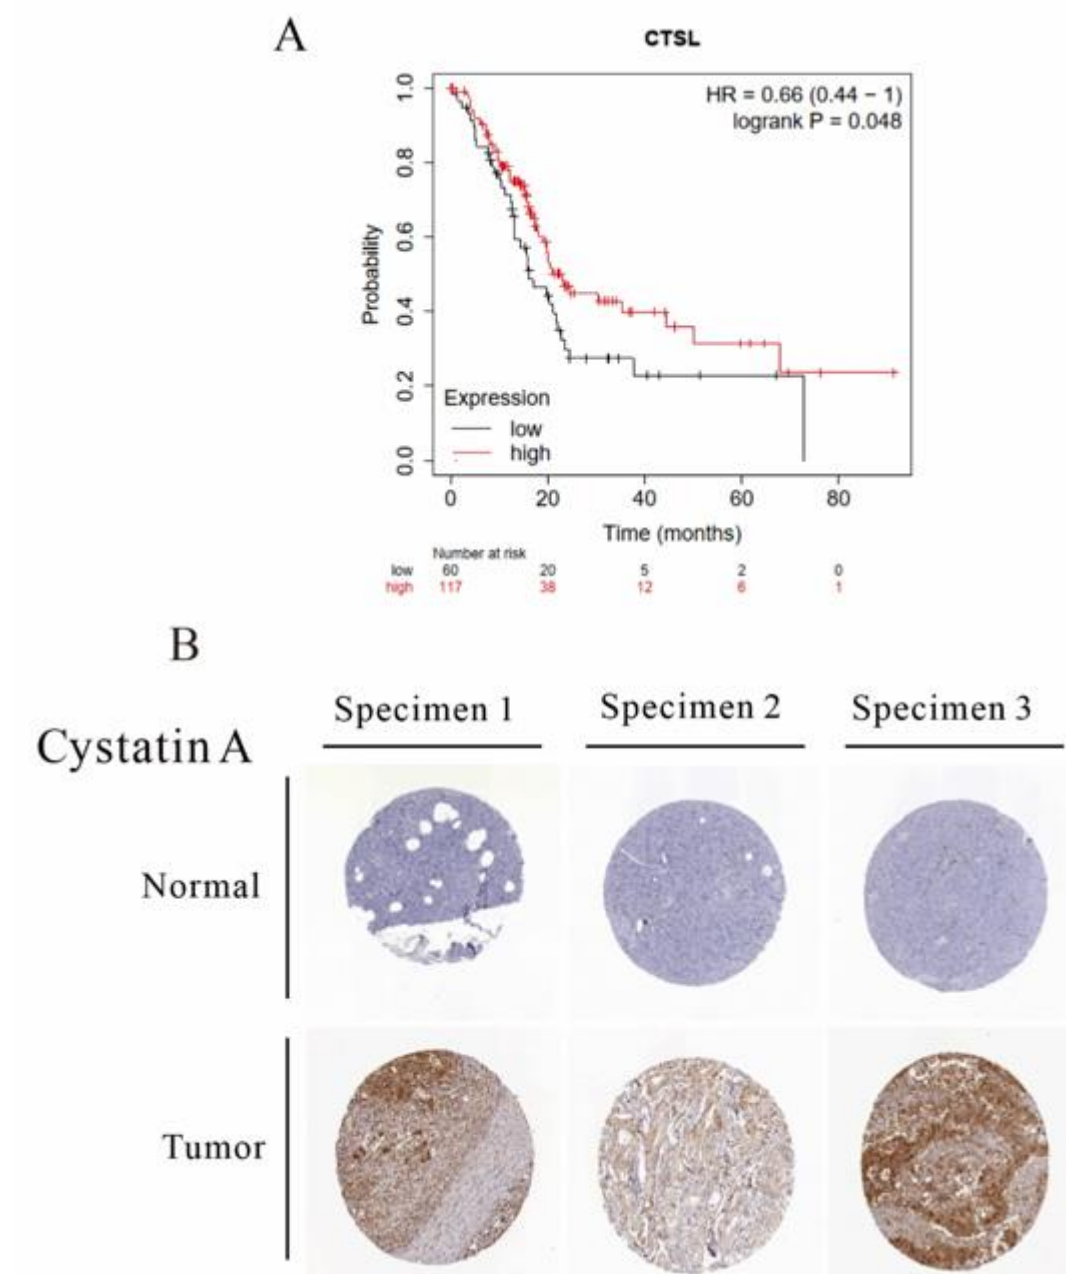 A
CTSL
HR = 0.66 (0.44 − 1)
logrank P = 0.048
Probability
1.0
0.8
0.6
0.4
0.2
0.0
Expression
low
high
0 20 40 60 80
Time (months)
Number at risk
low 60 20 5 2 0
high 117 38 12 6 1
B
Specimen 1 Specimen 2 Specimen 3
Cystatin A
Normal
Tumor